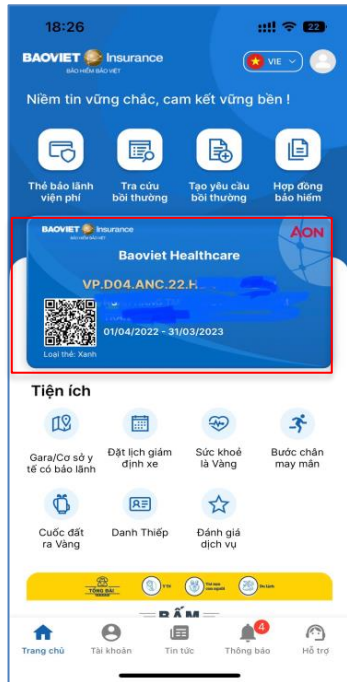 18:26
22
BAOVIET Insurance
BẢO HIỂM BẢO VIỆT
VIE
Niềm tin vững chắc, cam kết vững bền !
Thẻ bảo lãnh viện phí
Tra cứu bồi thường
Tạo yêu cầu bồi thường
Hợp đồng bảo hiểm
BAOVIET Insurance
BẢO HIỂM BẢO VIỆT
AON
Baoviet Healthcare
VP.D04.ANC.22.H
01/04/2022 - 31/03/2023
Loại thẻ: Xanh
Tiện ích
Gara/Cơ sở y tế có bảo lãnh
Đặt lịch giám định xe
Sức khoẻ là Vàng
Bước chân may mắn
Cuốc đất ra Vàng
Danh Thiếp
Đánh giá dịch vụ
TỔNG ĐÀI
BẤM
4
Trang chủ
Tài khoản
Tin tức
Thông báo
Hỗ trợ